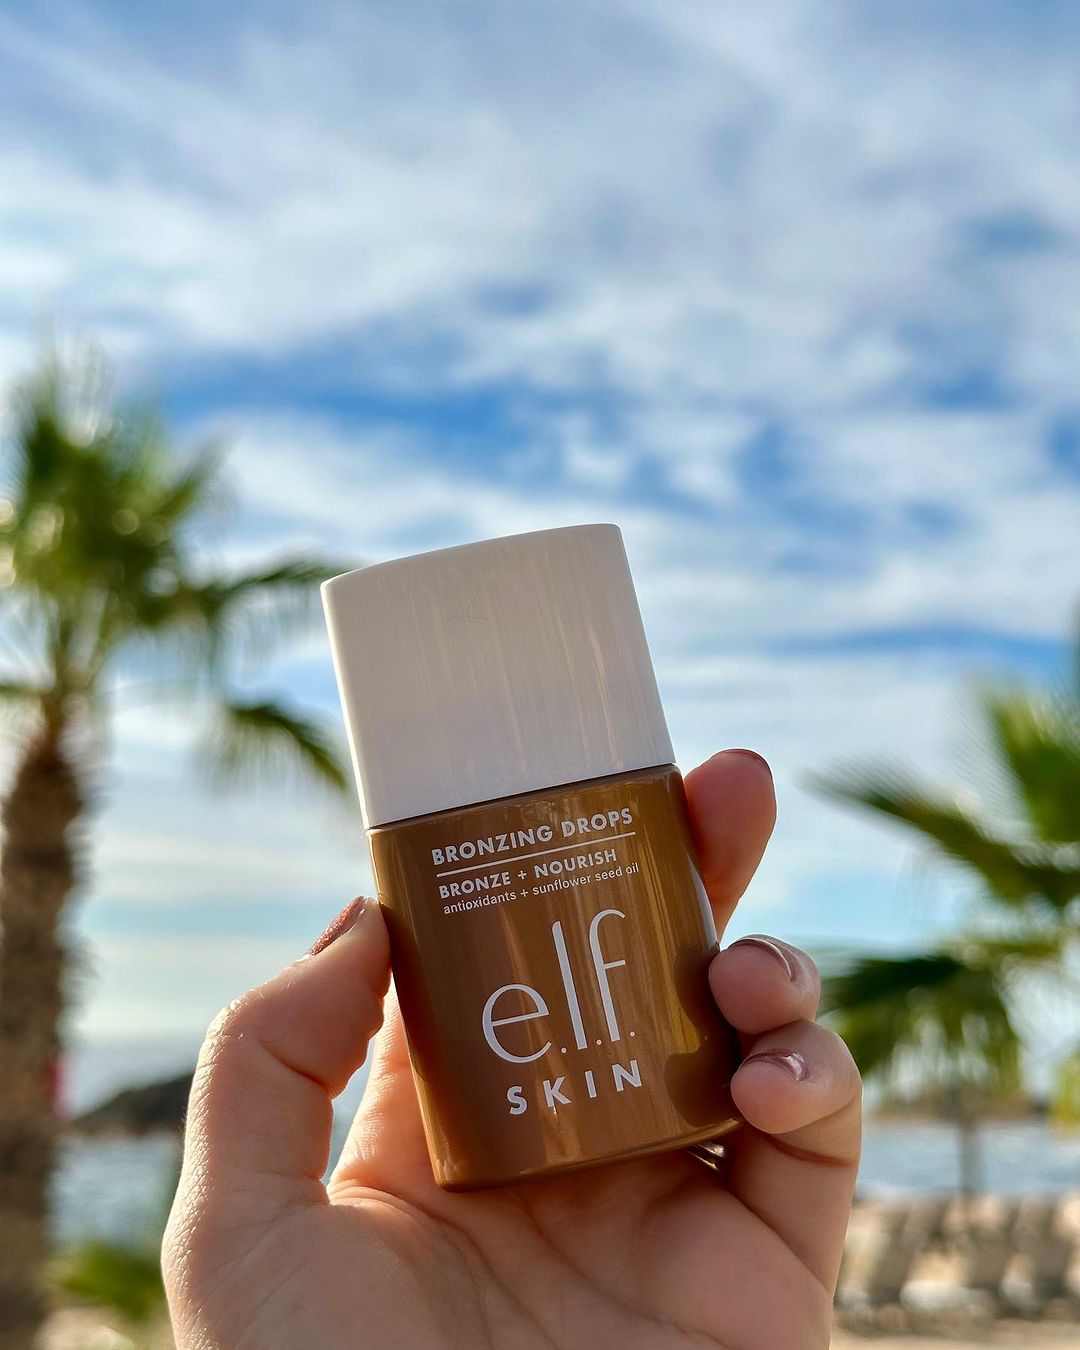 BRONZING DROPS
BRONZE + NOURISH
antioxidants + sunflower seed oil
e.l.f.
SKIN